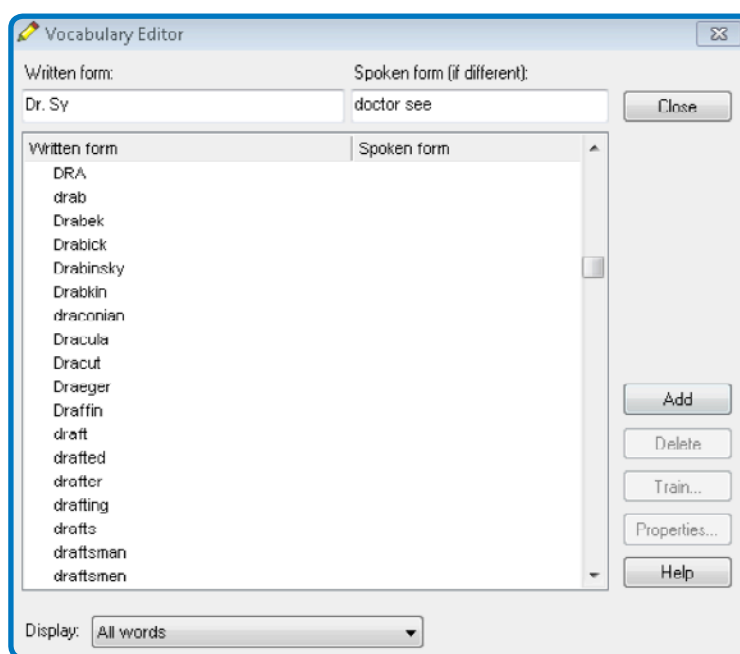 Vocabulary Editor
Written form: Spoken form (if different):
Dr. Sy doctor see Close
Written form Spoken form
DRA
drab
Drabek
Drabick
Drabinsky
Drabkin
draconian
Dracula
Dracut
Draeger
Draffin
draft
drafted
drafter
drafting
drafts
draftsman
draftsmen
Add
Delete
Train...
Properties...
Help
Display: All words